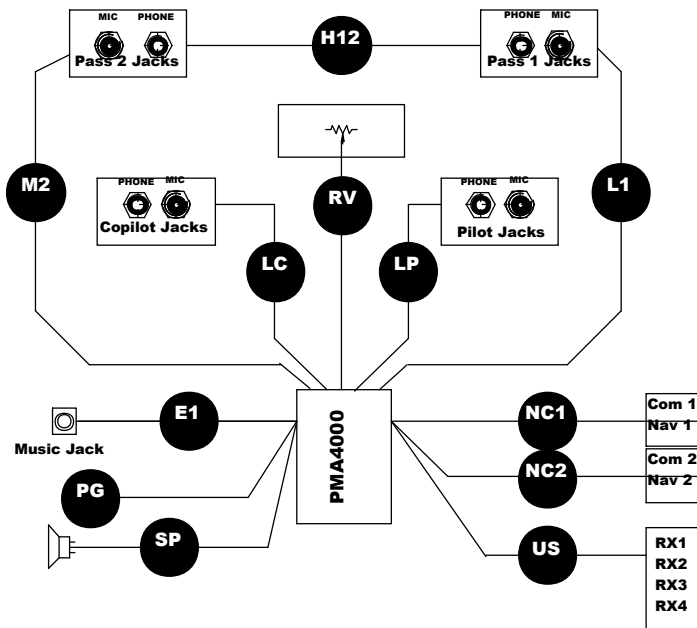 MIC PHONE
Pass 2 Jacks
H12
PHONE MIC
Pass 1 Jacks
M2
PHONE MIC
Copilot Jacks
RV
PHONE MIC
Pilot Jacks
L1
LC
LP
E1
Music Jack
PMA4000
NC1
Com 1
Nav 1
NC2
Com 2
Nav 2
PG
SP
US
RX1
RX2
RX3
RX4